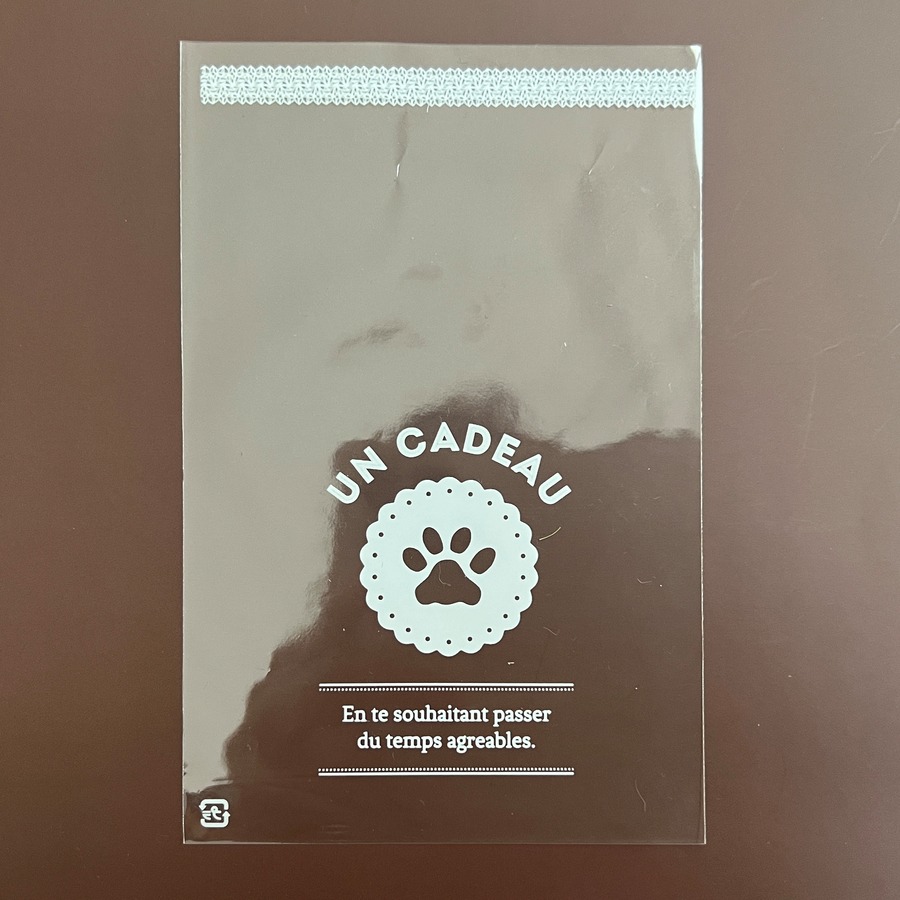 UN CADEAU
En te souhaitant passer
du temps agreables.